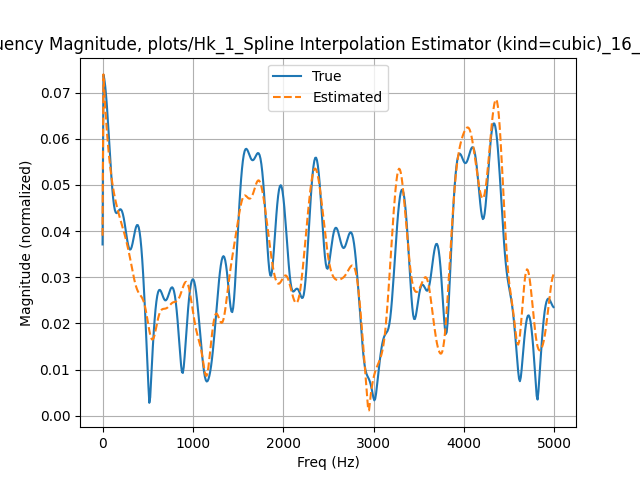 Magnitude, plots/Hk_1_Spline Interpolation Estimator (kind=cubic)_16_
True
Estimated
Magnitude (normalized)
0.07
0.06
0.05
0.04
0.03
0.02
0.01
0.00
0 1000 2000 3000 4000 5000
Freq (Hz)